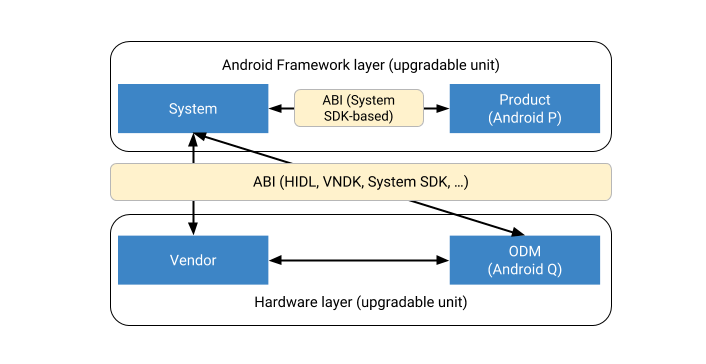 Android Framework layer (upgradable unit)
System
ABI (System
SDK-based)
Product
(Android P)
ABI (HIDL, VNDK, System SDK, ...)
Vendor
ODM
(Android Q)
Hardware layer (upgradable unit)